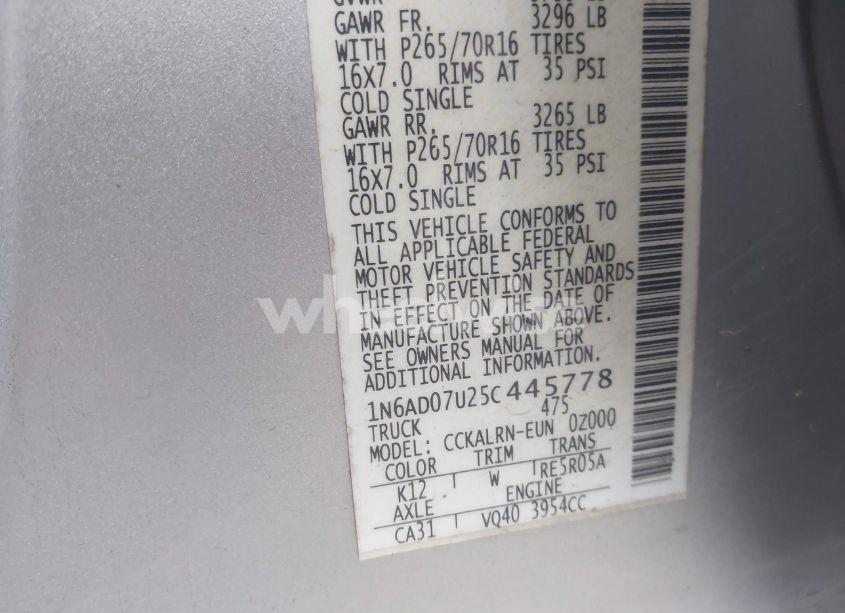 GVWR
GAWR FR. 3296 LB
WITH P265/70R16 TIRES
16X7.0 RIMS AT 35 PSI
COLD SINGLE
GAWR RR. 3265 LB
WITH P265/70R16 TIRES
16X7.0 RIMS AT 35 PSI
COLD SINGLE
THIS VEHICLE CONFORMS TO
ALL APPLICABLE FEDERAL
MOTOR VEHICLE SAFETY AND
THEFT PREVENTION STANDARDS
IN EFFECT ON THE DATE OF
MANUFACTURE SHOWN ABOVE.
SEE OWNERS MANUAL FOR
ADDITIONAL INFORMATION.
1N6AD07U25C445778
TRUCK 475
MODEL: CCKALRN-EUN 0Z000
COLOR TRIM TRANS
K12 W RE5R05A
AXLE ENGINE
CA31 VQ40 3954CC